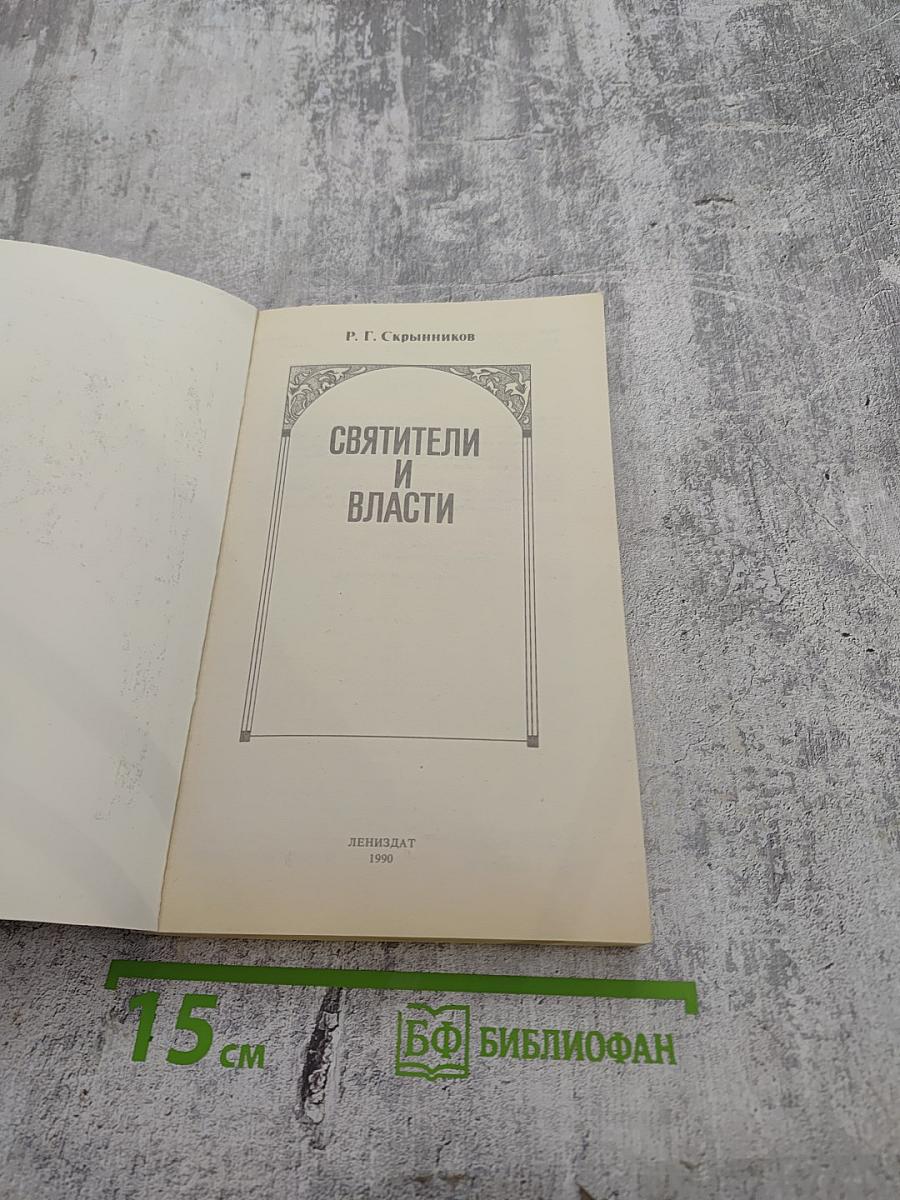 Р. Г. Скрынников
СВЯТИТЕЛИ
И
ВЛАСТИ
ЛЕНИЗДАТ
1990
15 см
БФ БИБЛИОФАН